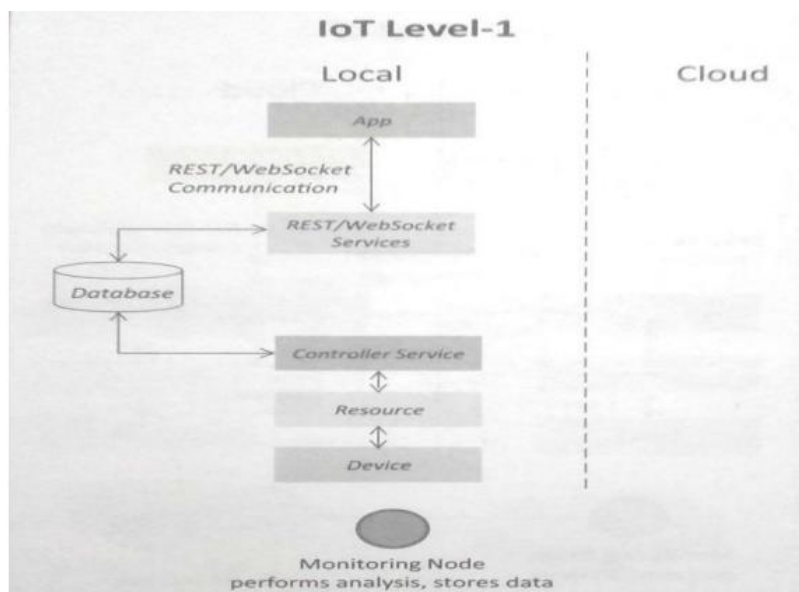 IoT Level-1
Local
Cloud
App
REST/WebSocket
Communication
REST/WebSocket
Services
Database
Controller Service
Resource
Device
Monitoring Node
performs analysis, stores data